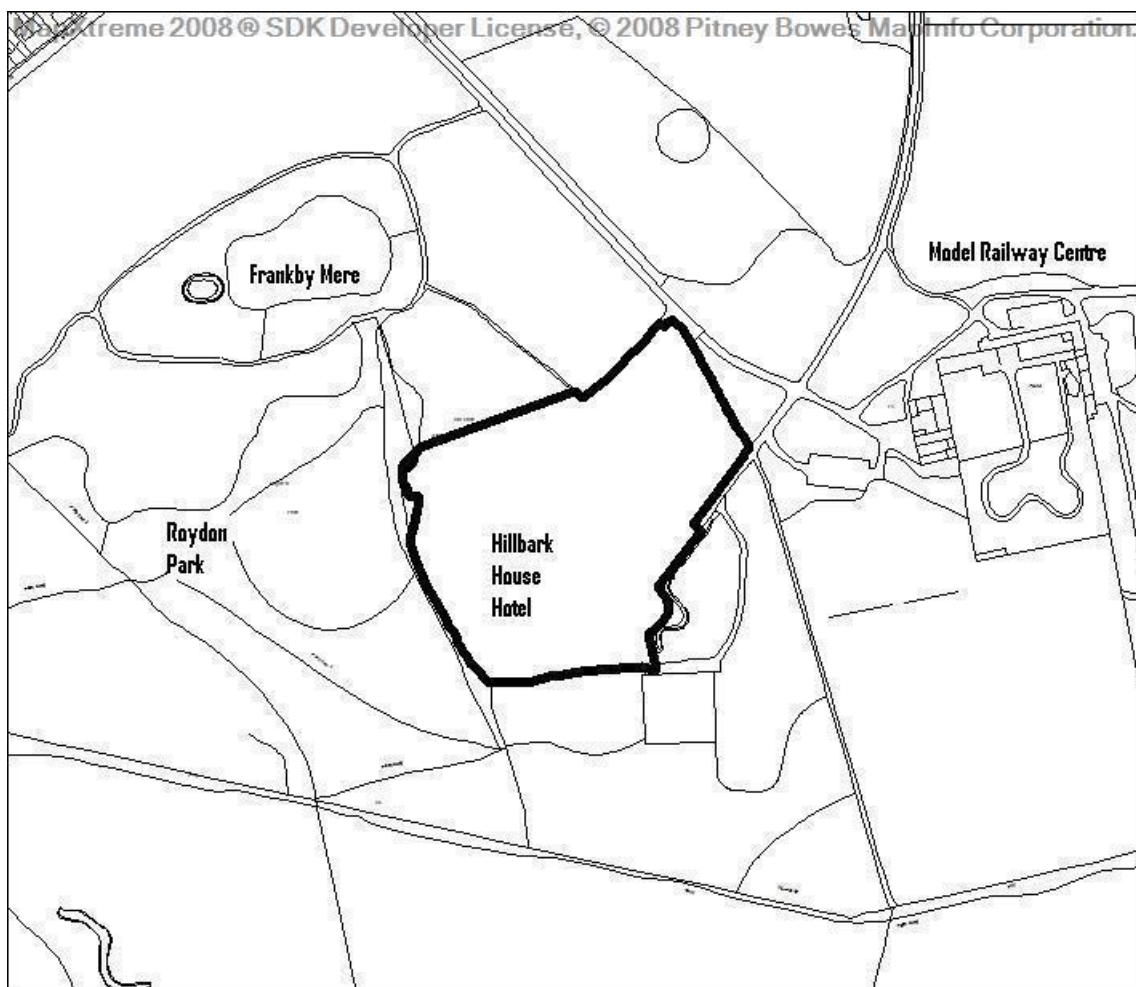 MapXtreme 2008 ® SDK Developer License, © 2008 Pitney Bowes MapInfo Corporation.
Model Railway Centre
Frankby Mere
Roydon
Park
Hillbark
House
Hotel